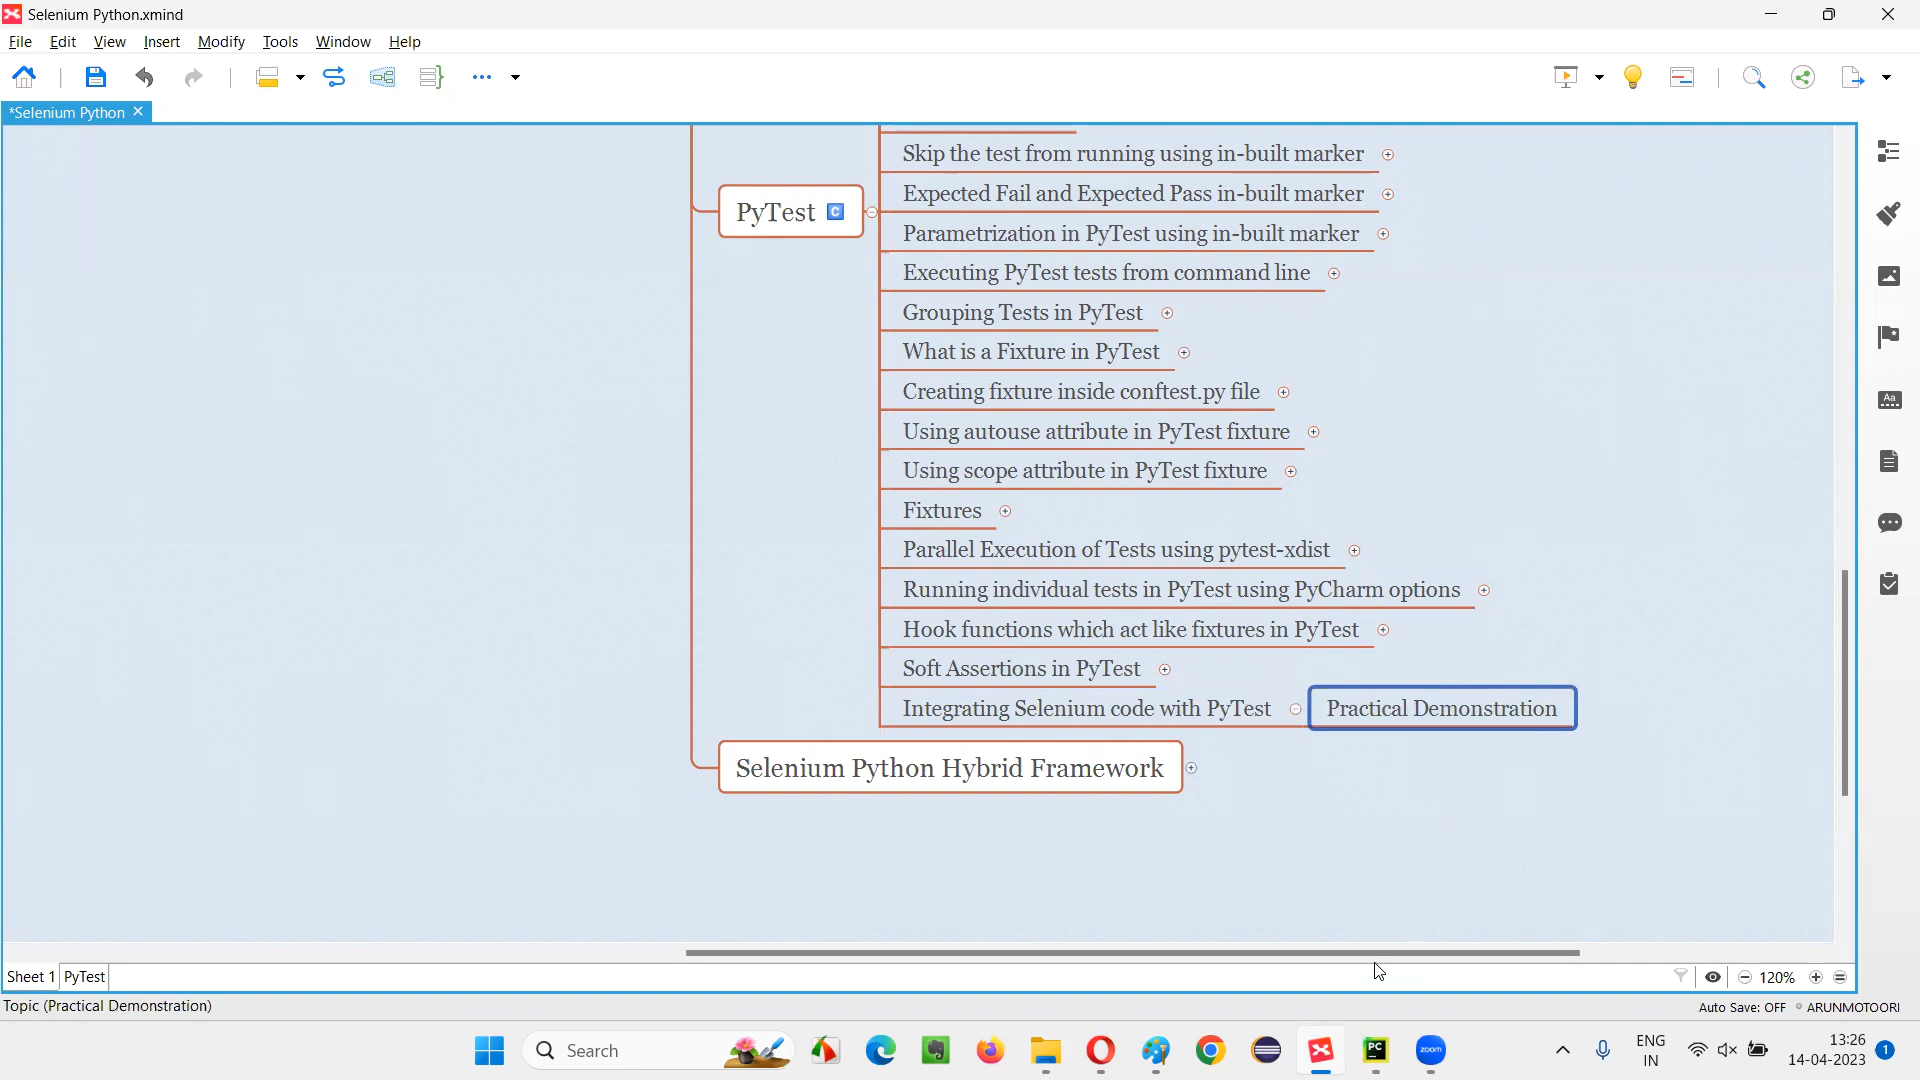 Selenium Python.xmind
File Edit View Insert Modify Tools Window Help
*Selenium Python
Skip the test from running using in-built marker
Expected Fail and Expected Pass in-built marker
PyTest C
Parametrization in PyTest using in-built marker
Executing PyTest tests from command line
Grouping Tests in PyTest
What is a Fixture in PyTest
Creating fixture inside conftest.py file
Using autouse attribute in PyTest fixture
Using scope attribute in PyTest fixture
Fixtures
Parallel Execution of Tests using pytest-xdist
Running individual tests in PyTest using PyCharm options
Hook functions which act like fixtures in PyTest
Soft Assertions in PyTest
Integrating Selenium code with PyTest Practical Demonstration
Selenium Python Hybrid Framework
Aa
Sheet 1 PyTest 120%
Topic (Practical Demonstration) Auto Save: OFF ARUNMOTOORI
Search PC zoom ENG IN 13:26 14-04-2023 1